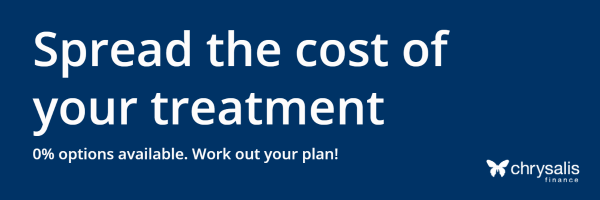 Spread the cost of
your treatment
0% options available. Work out your plan!
chrysalis
finance